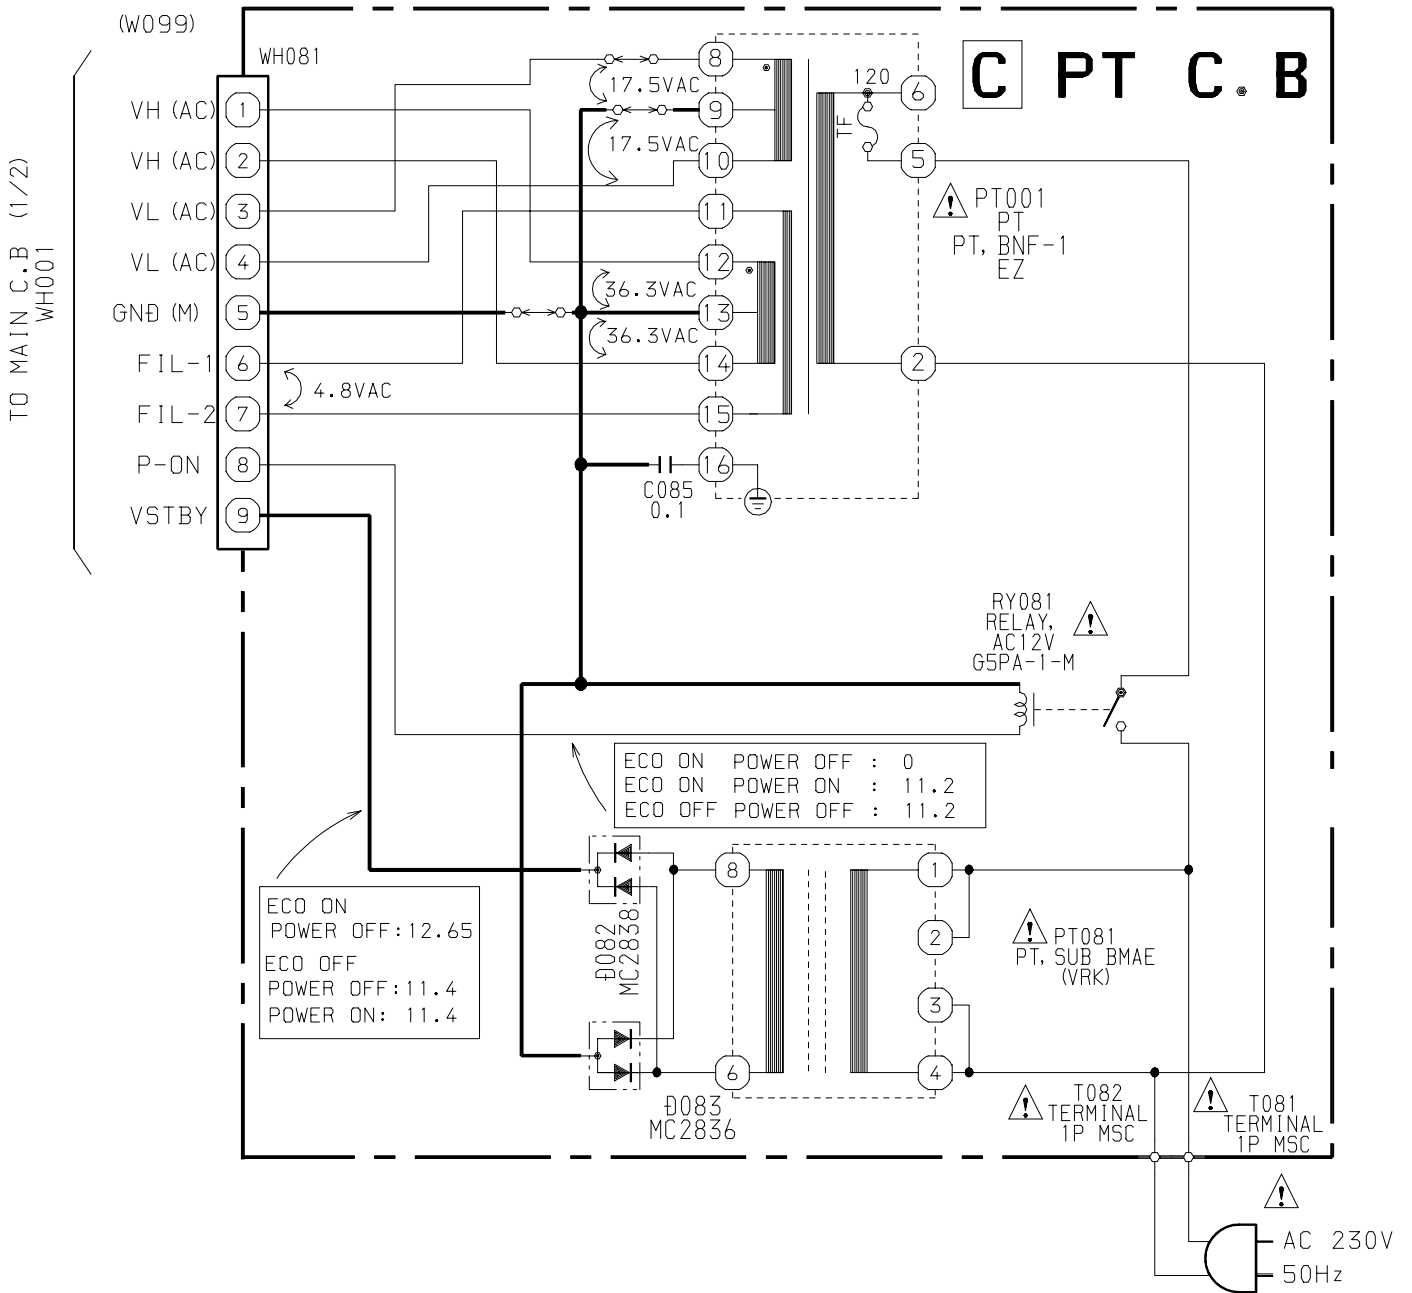 (W099)
WH081
C PT C.B
TO MAIN C.B (1/2)
WH001
VH (AC) 1
VH (AC) 2
VL (AC) 3
VL (AC) 4
GND (M) 5
FIL-1 6
FIL-2 7
P-ON 8
VSTBY 9
4.8VAC
17.5VAC
17.5VAC
36.3VAC
36.3VAC
8
9
10
11
12
13
14
15
16
C085
0.1
120
TF
6
5
2
PT001
PT
PT, BNF-1
EZ
RY081
RELAY,
AC12V
G5PA-1-M
ECO ON POWER OFF : 0
ECO ON POWER ON : 11.2
ECO OFF POWER OFF : 11.2
ECO ON
POWER OFF:12.65
ECO OFF
POWER OFF:11.4
POWER ON: 11.4
D082
MC2838
D083
MC2836
8
6
1
2
3
4
PT081
PT, SUB BMAE
(VRK)
T082
TERMINAL
1P MSC
T081
TERMINAL
1P MSC
AC 230V
50Hz